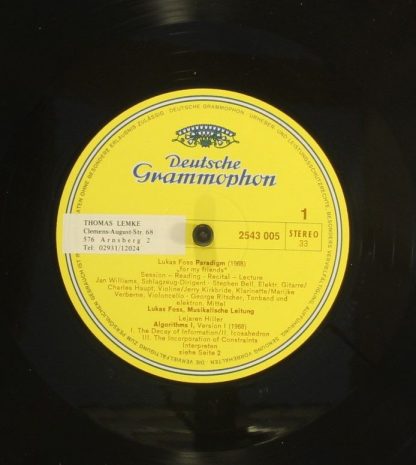 DEUTSCHE GRAMMOPHON
Deutsche
Grammophon
THOMAS LEMKE
Clemens-August-Str. 68
576 Arnsberg 2
Tel. 02931/12024
2543 005
1
STEREO
33
Lukas Foss Paradigm (1968)
„for my friends"
Session – Reading – Recital – Lecture
Jan Williams, Schlagzeug-Dirigent · Stephen Bell, Elektr. Gitarre/
Charles Haupt, Violine/Jerry Kirkbride, Klarinette/Marijke
Verberne, Violoncello · George Ritscher, Tonband und
elektron. Mittel
Lukas Foss, Musikalische Leitung
Lejaren Hiller
Algorithms I, Version I (1968)
I. The Decay of Information/II. Icosahedron
III. The Incorporation of Constraints
Interpreten
siehe Seite 2